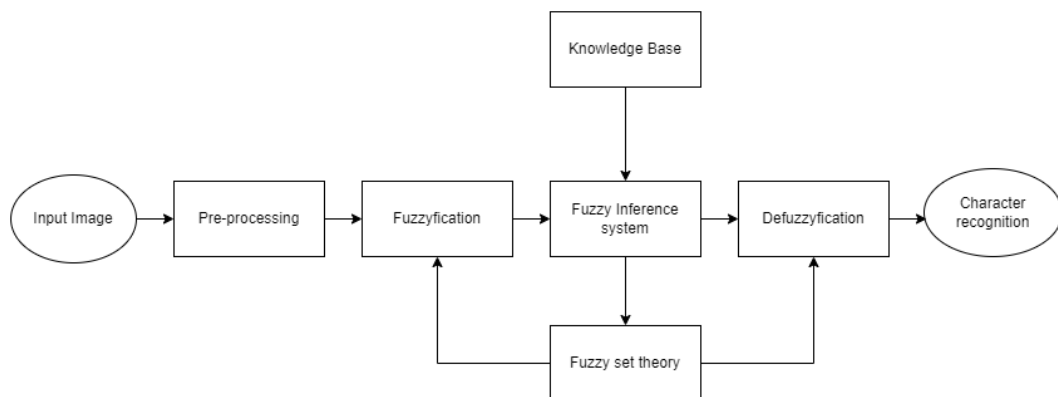 Knowledge Base
Input Image
Pre-processing
Fuzzyfication
Fuzzy Inference
system
Defuzzyfication
Character
recognition
Fuzzy set theory